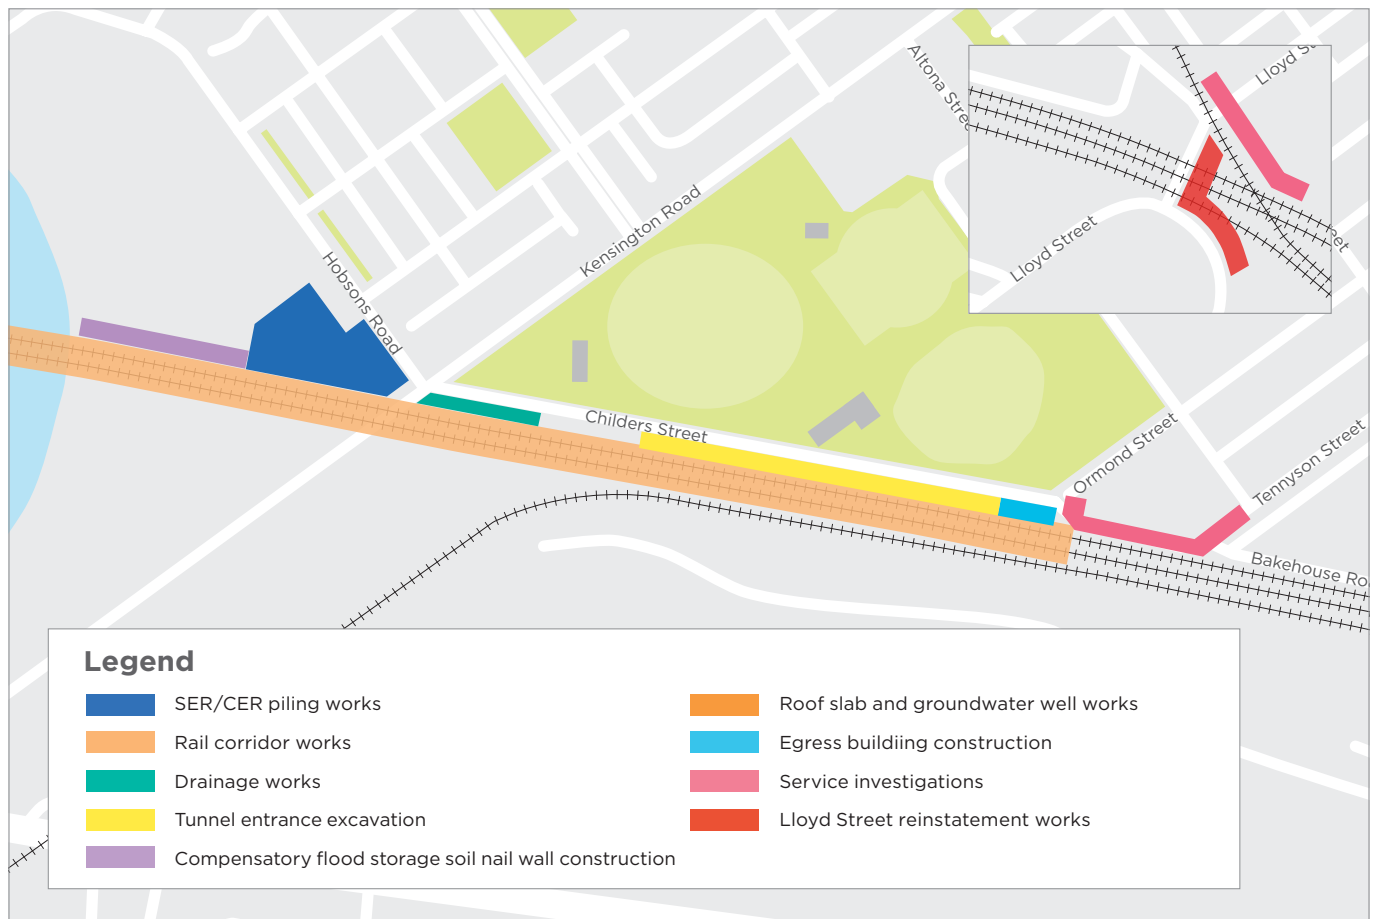 Altona Stree
Lloyd St
Lloyd Street
eet
Kensington Road
Hobsons Road
Childers Street
Ormond Street
Tennyson Street
Bakehouse Ro
Legend
SER/CER piling works
Rail corridor works
Drainage works
Tunnel entrance excavation
Compensatory flood storage soil nail wall construction
Roof slab and groundwater well works
Egress buildiing construction
Service investigations
Lloyd Street reinstatement works